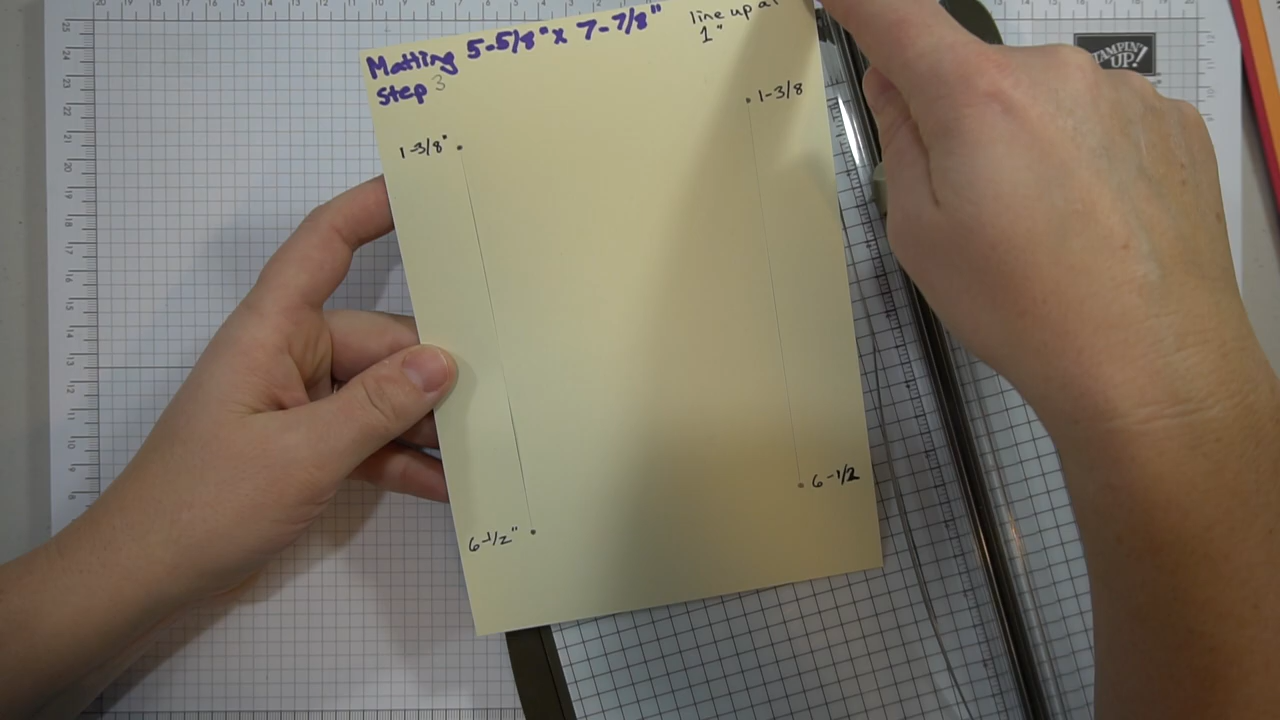 Matting 5-5/8" x 7-7/8"
Step 3
line up at
1"
1-3/8"
1-3/8
6-1/2"
6-1/2
STAMPIN' UP!